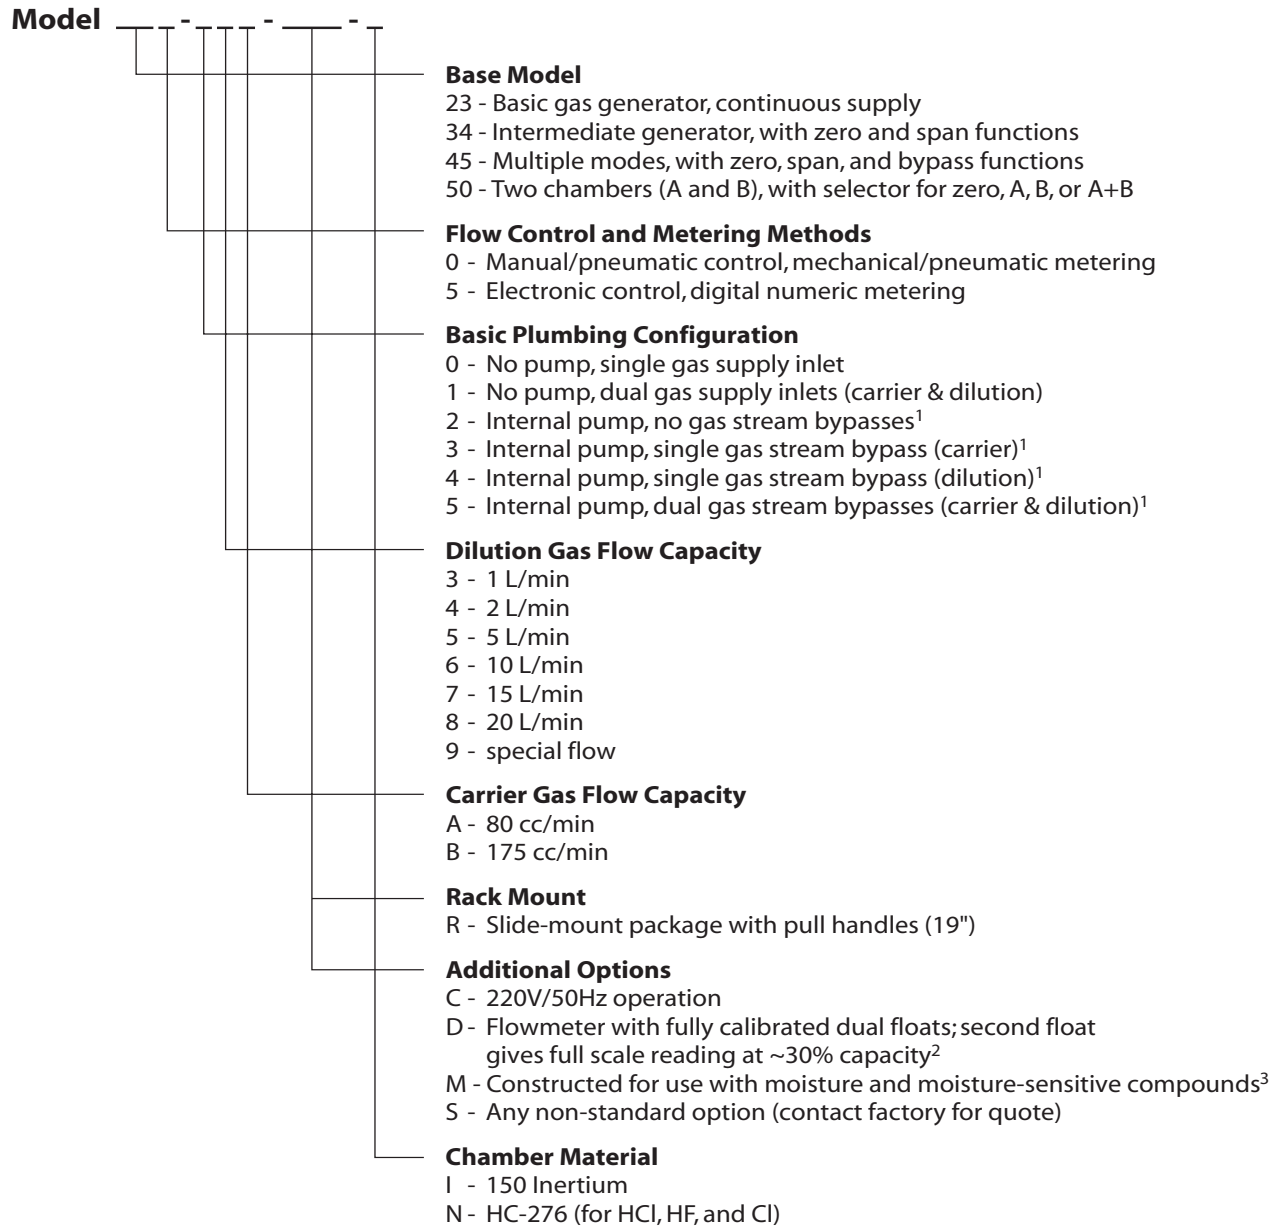 Model ___ _ - _ _ _ - ____ - _
Base Model
23 - Basic gas generator, continuous supply
34 - Intermediate generator, with zero and span functions
45 - Multiple modes, with zero, span, and bypass functions
50 - Two chambers (A and B), with selector for zero, A, B, or A+B
Flow Control and Metering Methods
0 - Manual/pneumatic control, mechanical/pneumatic metering
5 - Electronic control, digital numeric metering
Basic Plumbing Configuration
0 - No pump, single gas supply inlet
1 - No pump, dual gas supply inlets (carrier & dilution)
2 - Internal pump, no gas stream bypasses¹
3 - Internal pump, single gas stream bypass (carrier)¹
4 - Internal pump, single gas stream bypass (dilution)¹
5 - Internal pump, dual gas stream bypasses (carrier & dilution)¹
Dilution Gas Flow Capacity
3 - 1 L/min
4 - 2 L/min
5 - 5 L/min
6 - 10 L/min
7 - 15 L/min
8 - 20 L/min
9 - special flow
Carrier Gas Flow Capacity
A - 80 cc/min
B - 175 cc/min
Rack Mount
R - Slide-mount package with pull handles (19")
Additional Options
C - 220V/50Hz operation
D - Flowmeter with fully calibrated dual floats; second float
gives full scale reading at ~30% capacity²
M - Constructed for use with moisture and moisture-sensitive compounds³
S - Any non-standard option (contact factory for quote)
Chamber Material
I - 150 Inertium
N - HC-276 (for HCl, HF, and Cl)